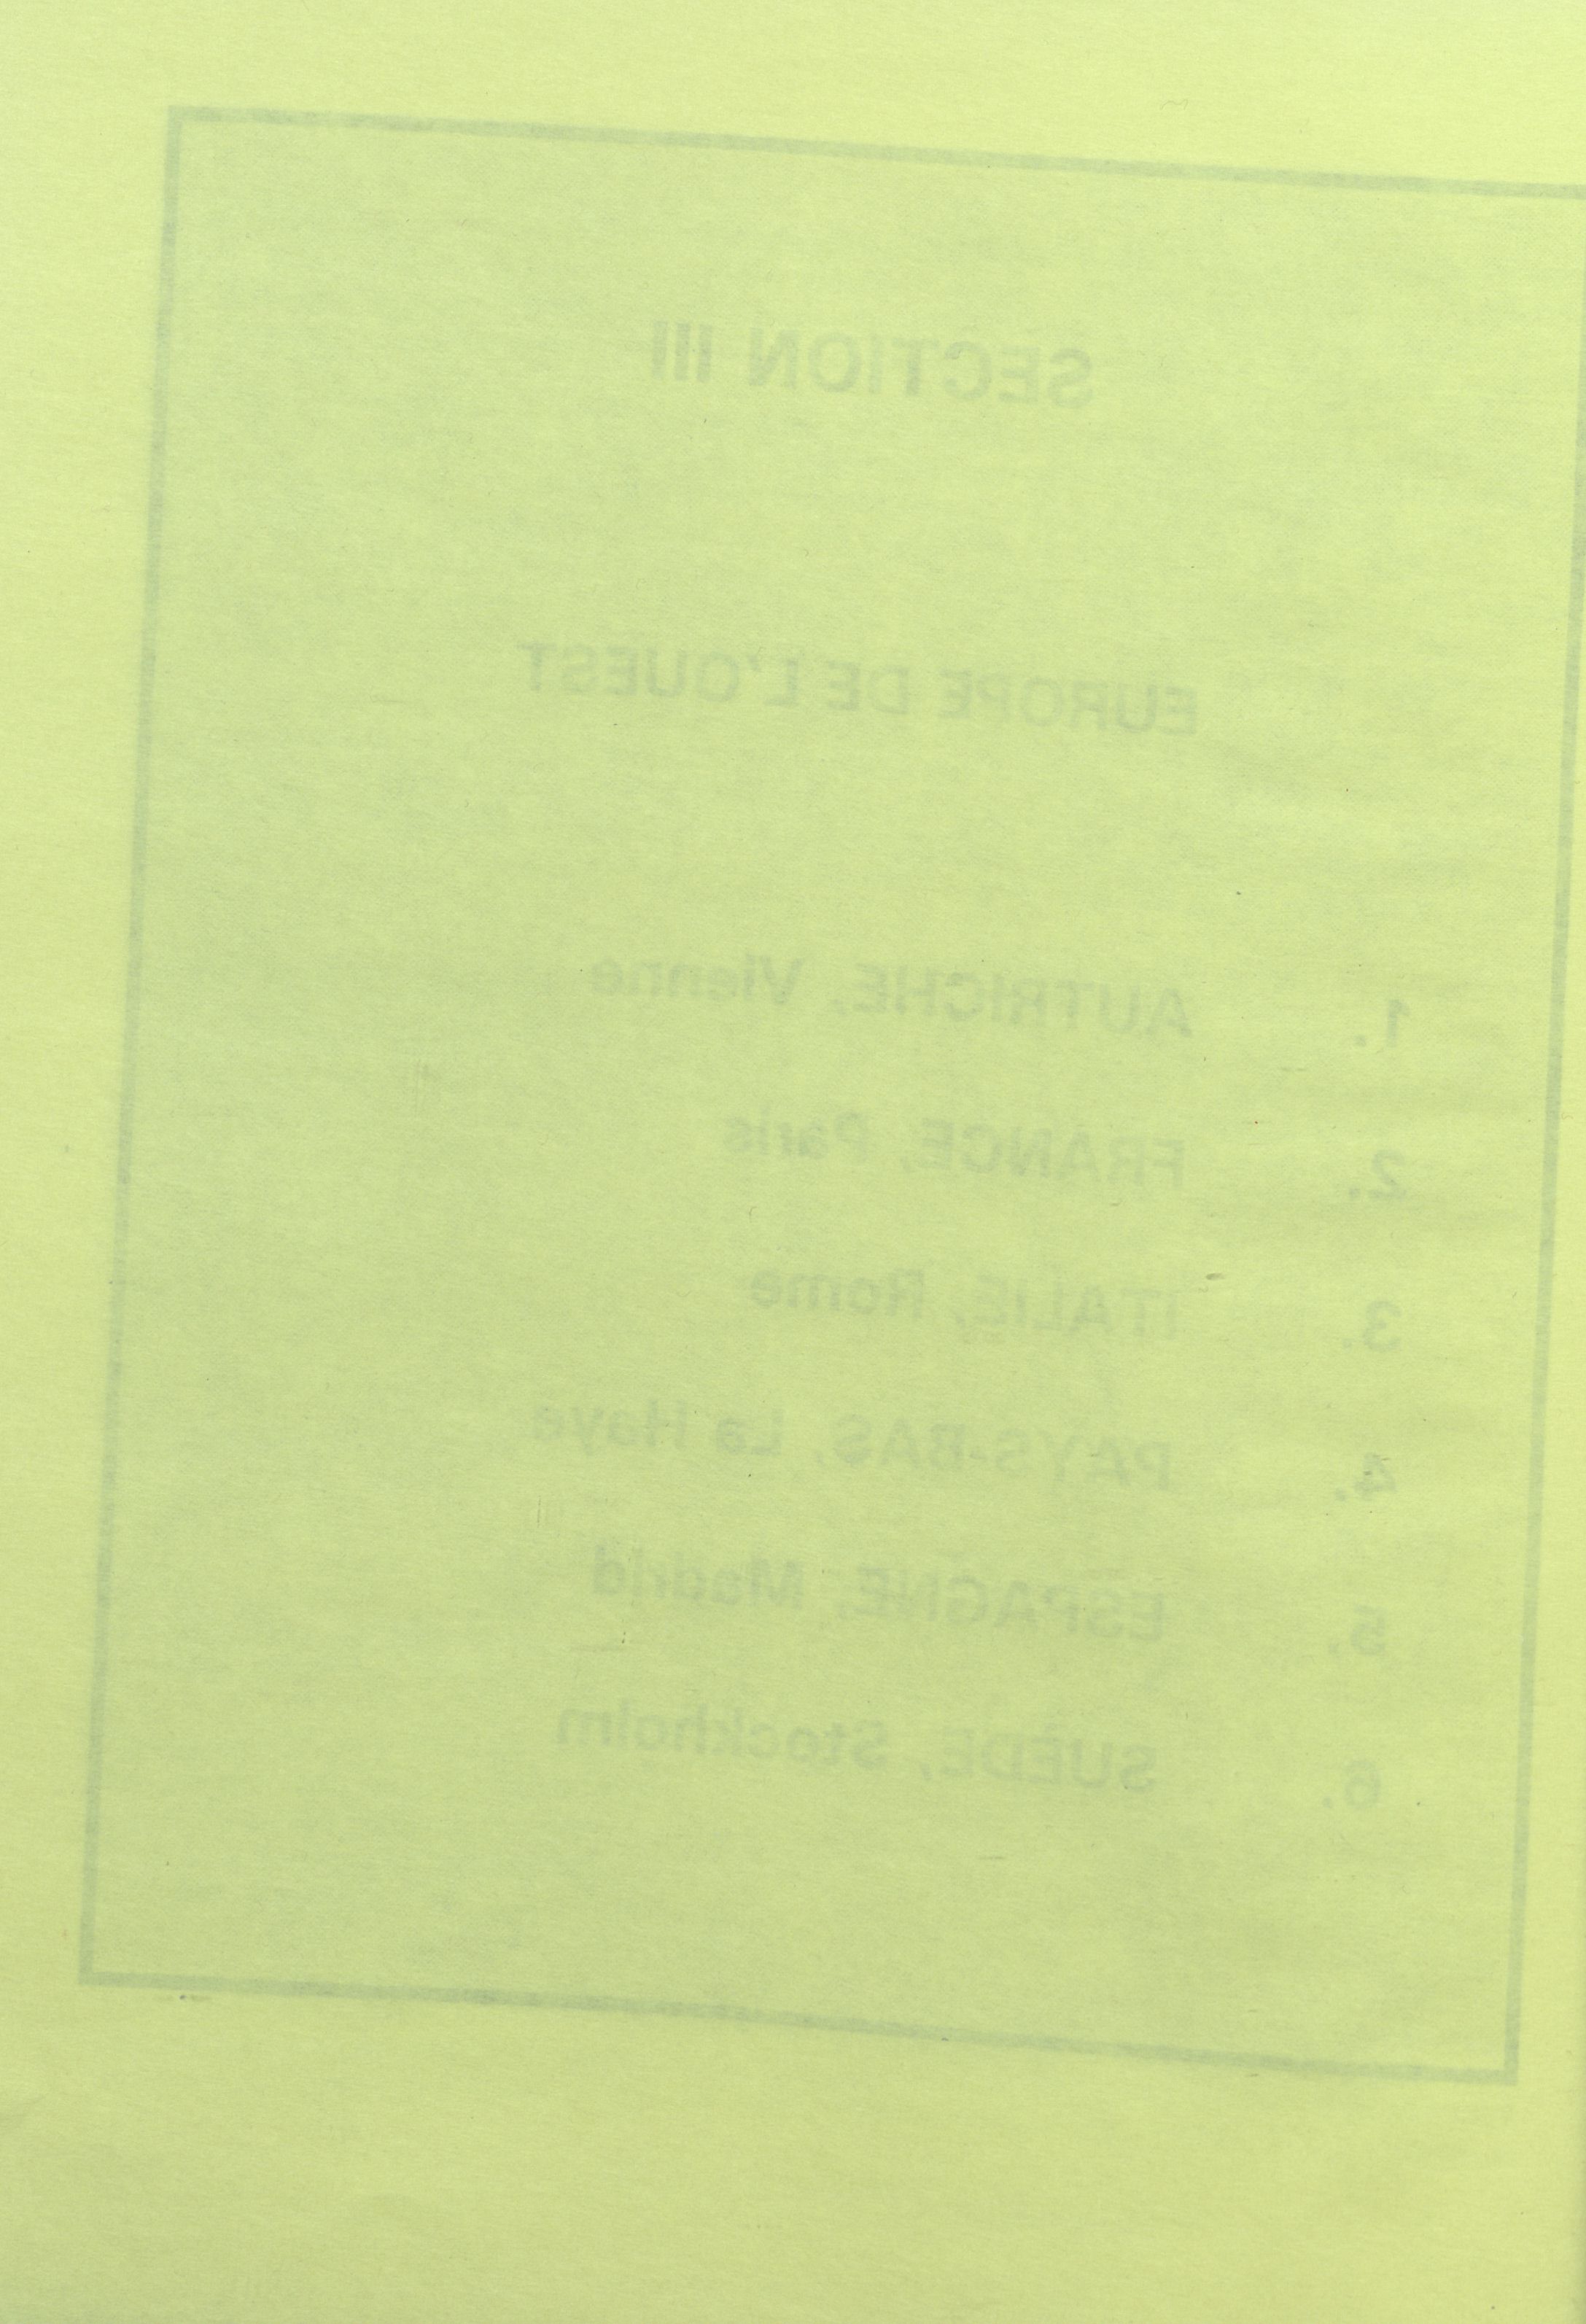 SECTION III
EUROPE DE L'OUEST
1. AUTRICHE, Vienne
2. FRANCE, Paris
3. ITALIE, Rome
4. PAYS-BAS, La Haye
5. ESPAGNE, Madrid
6. SUÈDE, Stockholm